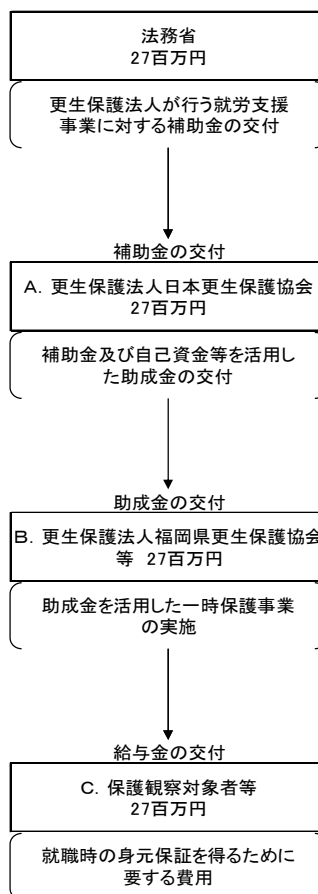 法務省
27百万円
更生保護法人が行う就労支援
事業に対する補助金の交付
補助金の交付
A．更生保護法人日本更生保護協会
27百万円
補助金及び自己資金等を活用し
た助成金の交付
助成金の交付
B．更生保護法人福岡県更生保護協会
等 27百万円
助成金を活用した一時保護事業
の実施
給与金の交付
C．保護観察対象者等
27百万円
就職時の身元保証を得るために
要する費用